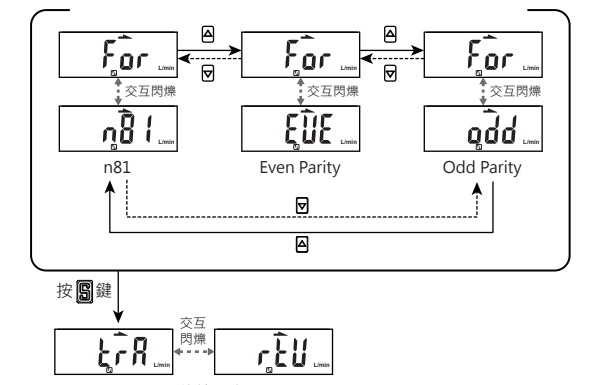 For For For
L/min L/min L/min
交互閃爍 交互閃爍 交互閃爍
n81 EVE odd
L/min L/min L/min
n81 Even Parity Odd Parity
按 S 鍵
交互
閃爍
trA rtU
L/min L/min